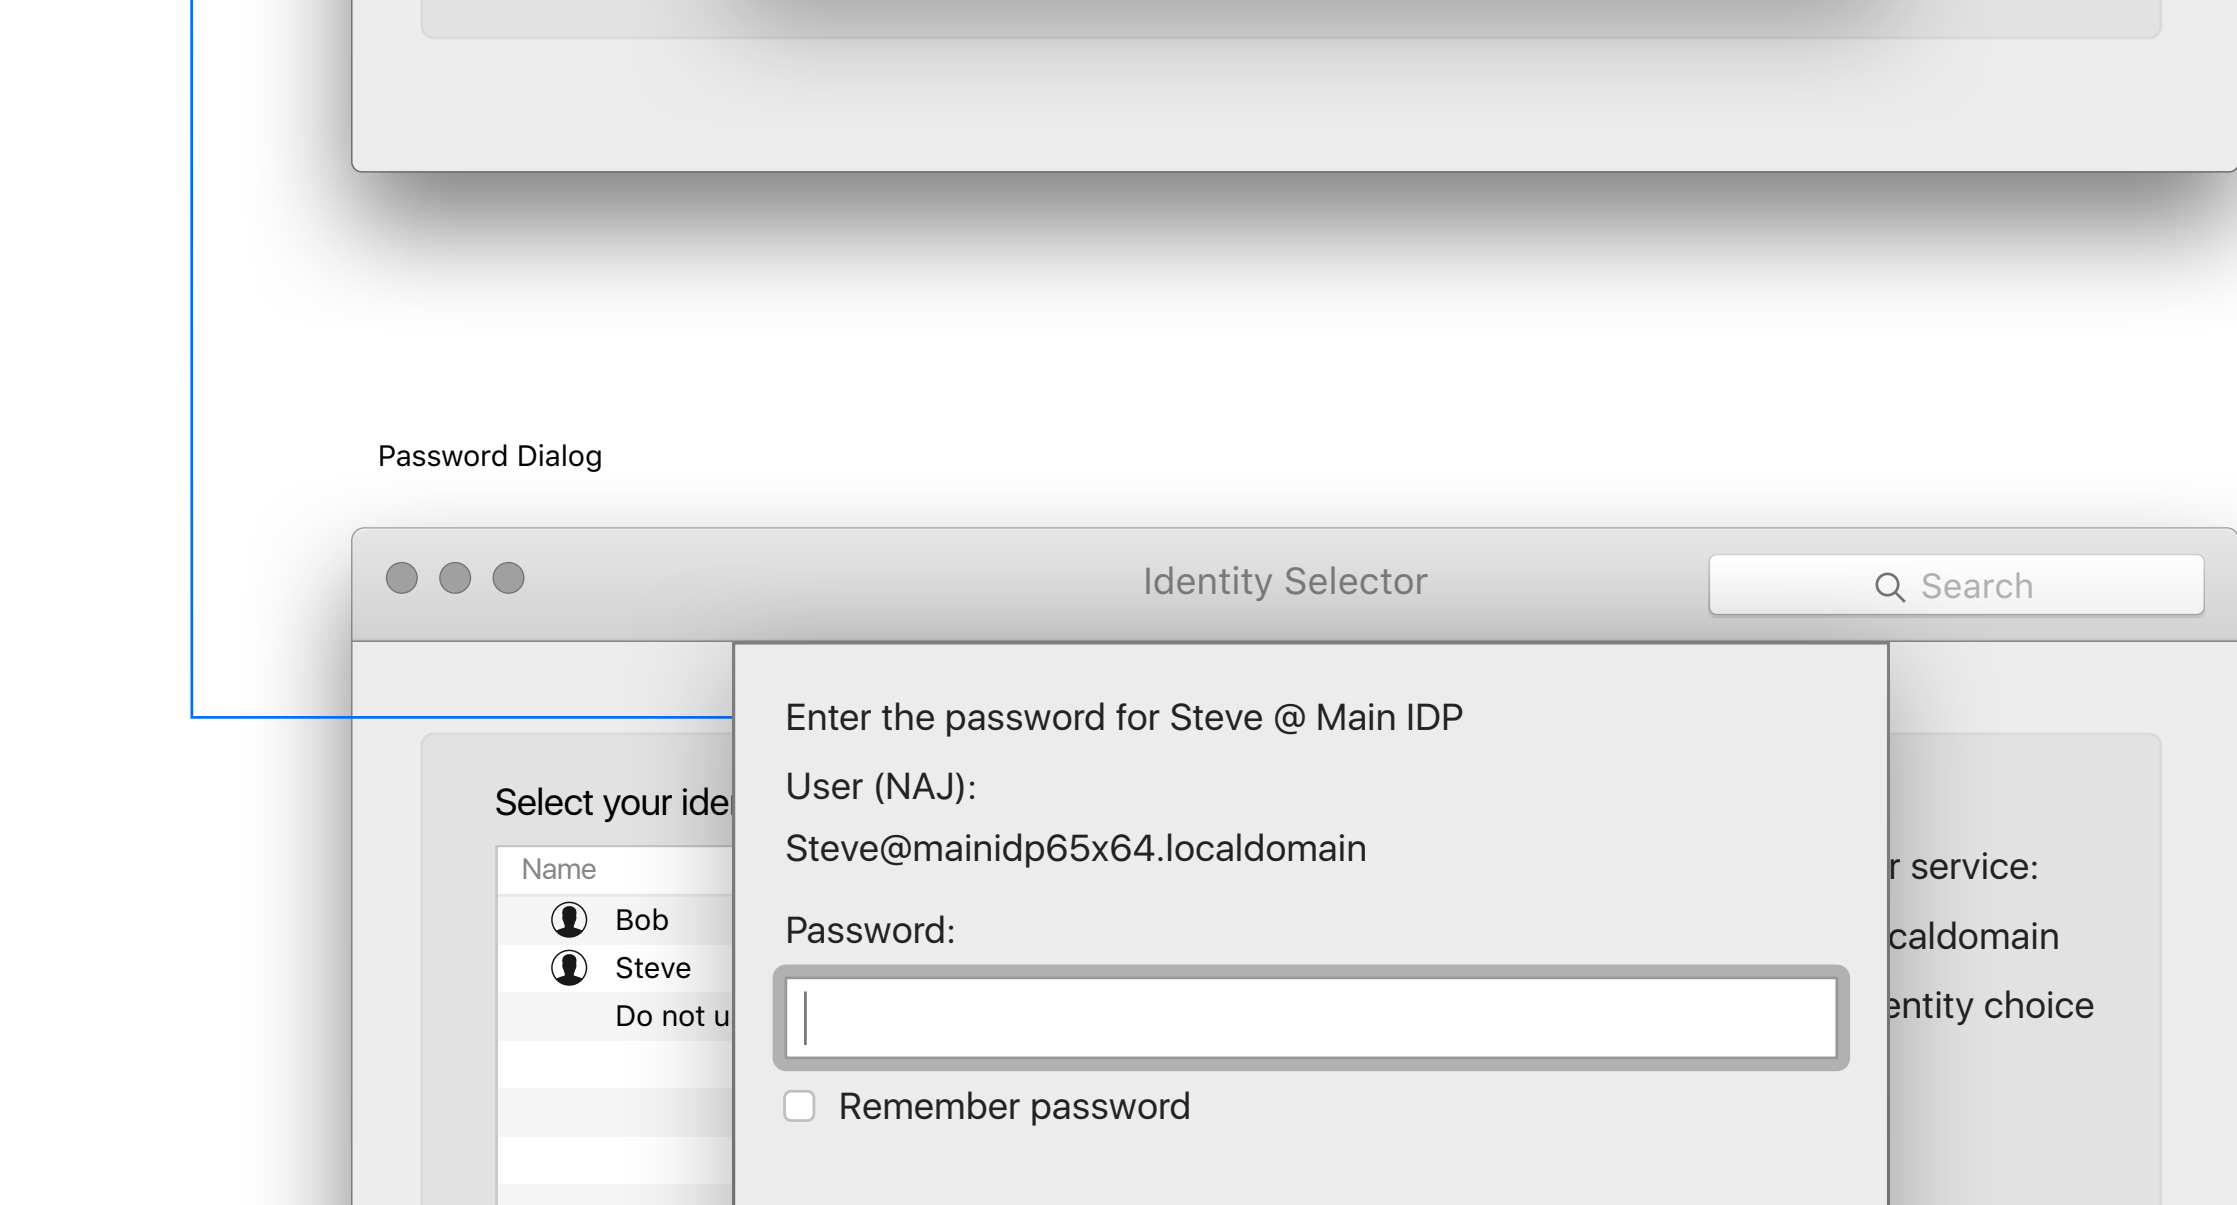 Password Dialog
Identity Selector
Search
Enter the password for Steve @ Main IDP
User (NAJ):
Steve@mainidp65x64.localdomain
Password:
Remember password
Select your
Name
Bob
Steve
Do not
service:
caldomain
entity choice